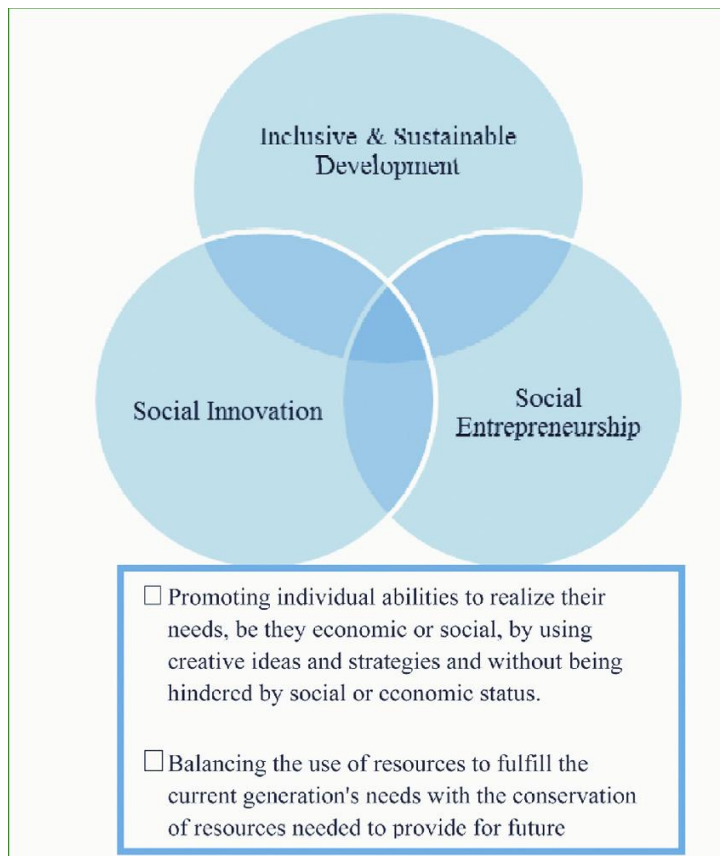 Inclusive & Sustainable
Development
Social Innovation
Social
Entrepreneurship
☐ Promoting individual abilities to realize their
needs, be they economic or social, by using
creative ideas and strategies and without being
hindered by social or economic status.
☐ Balancing the use of resources to fulfill the
current generation's needs with the conservation
of resources needed to provide for future